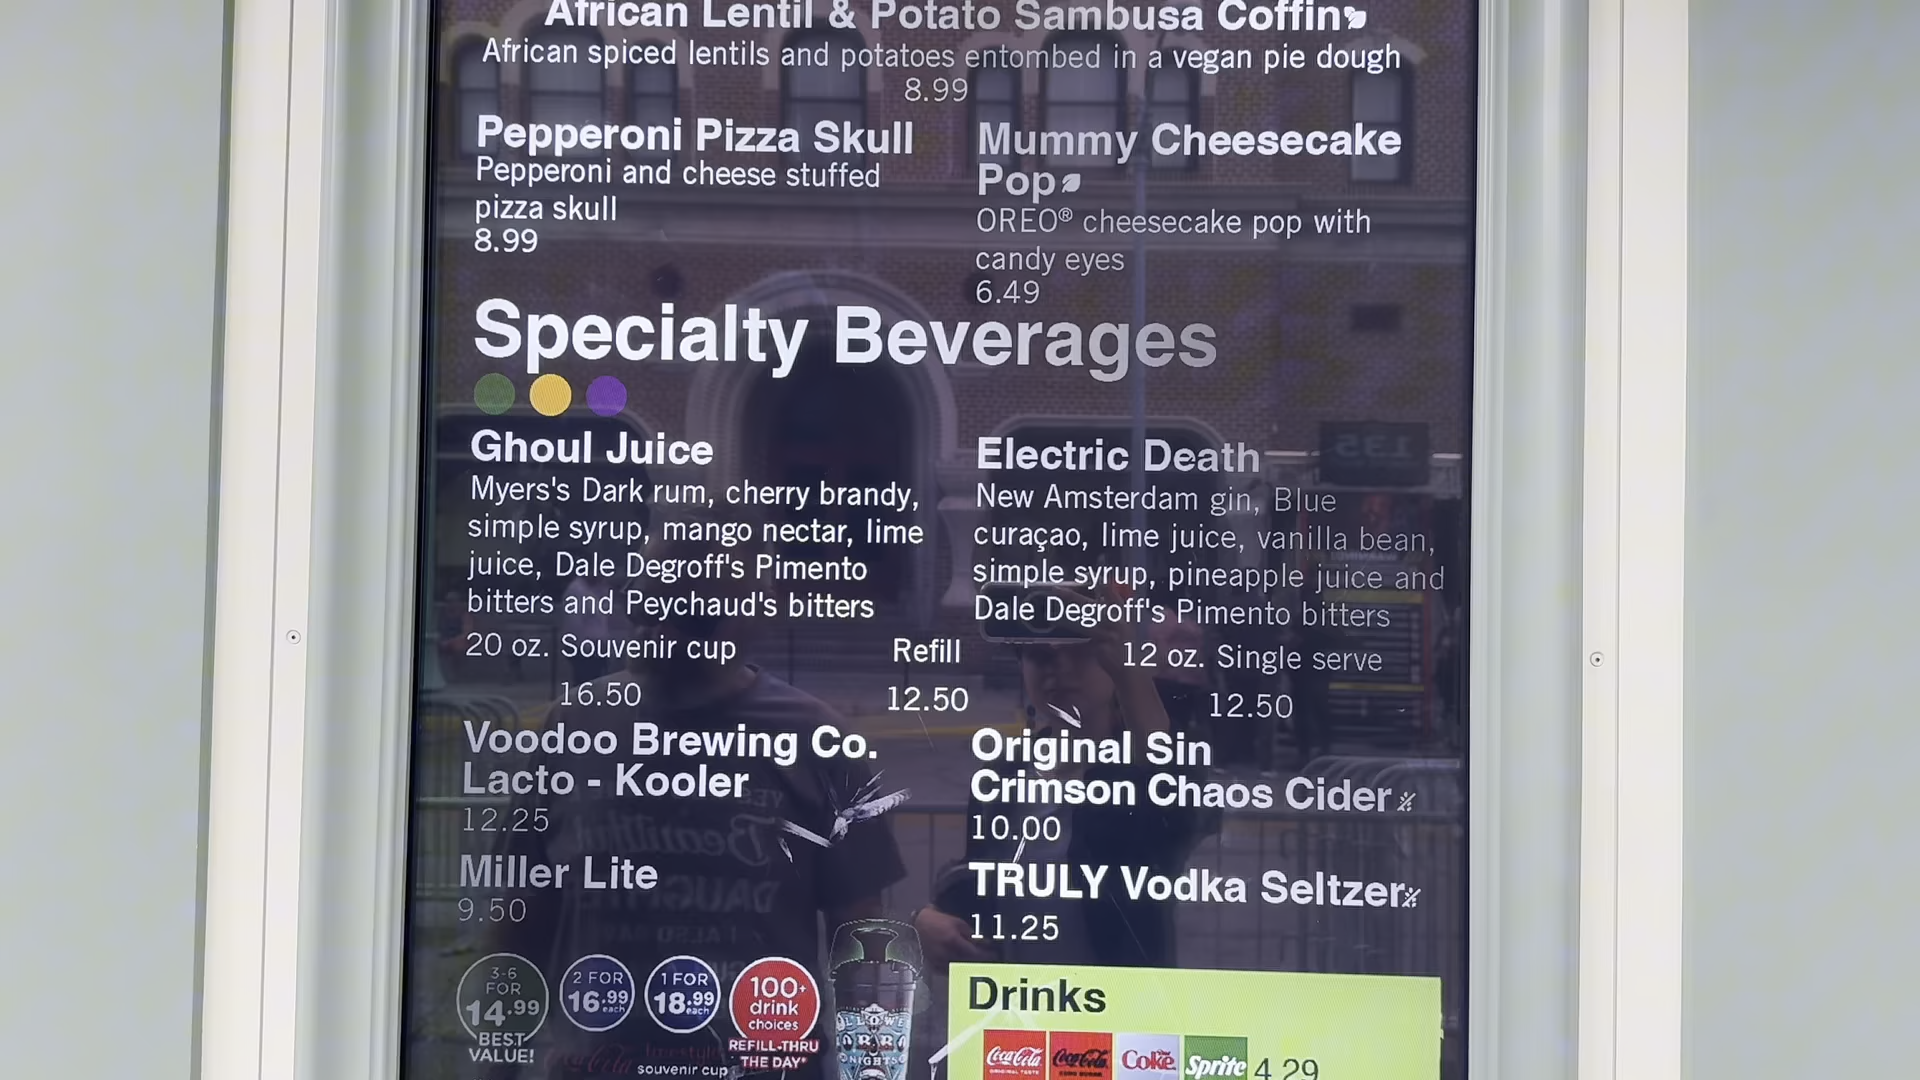 African Lentil & Potato Sambusa Coffin
African spiced lentils and potatoes entombed in a vegan pie dough
8.99
Pepperoni Pizza Skull
Pepperoni and cheese stuffed
pizza skull
8.99
Mummy Cheesecake
Pop
OREO® cheesecake pop with
candy eyes
6.49
Specialty Beverages
Ghoul Juice
Myers's Dark rum, cherry brandy,
simple syrup, mango nectar, lime
juice, Dale Degroff's Pimento
bitters and Peychaud's bitters
20 oz. Souvenir cup Refill
16.50 12.50
Electric Death
New Amsterdam gin, Blue
curaçao, lime juice, vanilla bean,
simple syrup, pineapple juice and
Dale Degroff's Pimento bitters
12 oz. Single serve
12.50
Voodoo Brewing Co.
Lacto - Kooler
12.25
Original Sin
Crimson Chaos Cider
10.00
Miller Lite
9.50
TRULY Vodka Seltzer
11.25
3-6
FOR
14.99
BEST
VALUE!
2 FOR
16.99
each
1 FOR
18.99
each
100+
drink
choices
REFILL-THRU
THE DAY*
Coca-Cola freestyle
souvenir cup
Drinks
Coca-Cola
ORIGINAL TASTE
Coca-Cola
ZERO SUGAR
Diet Coke
Sprite
4.29